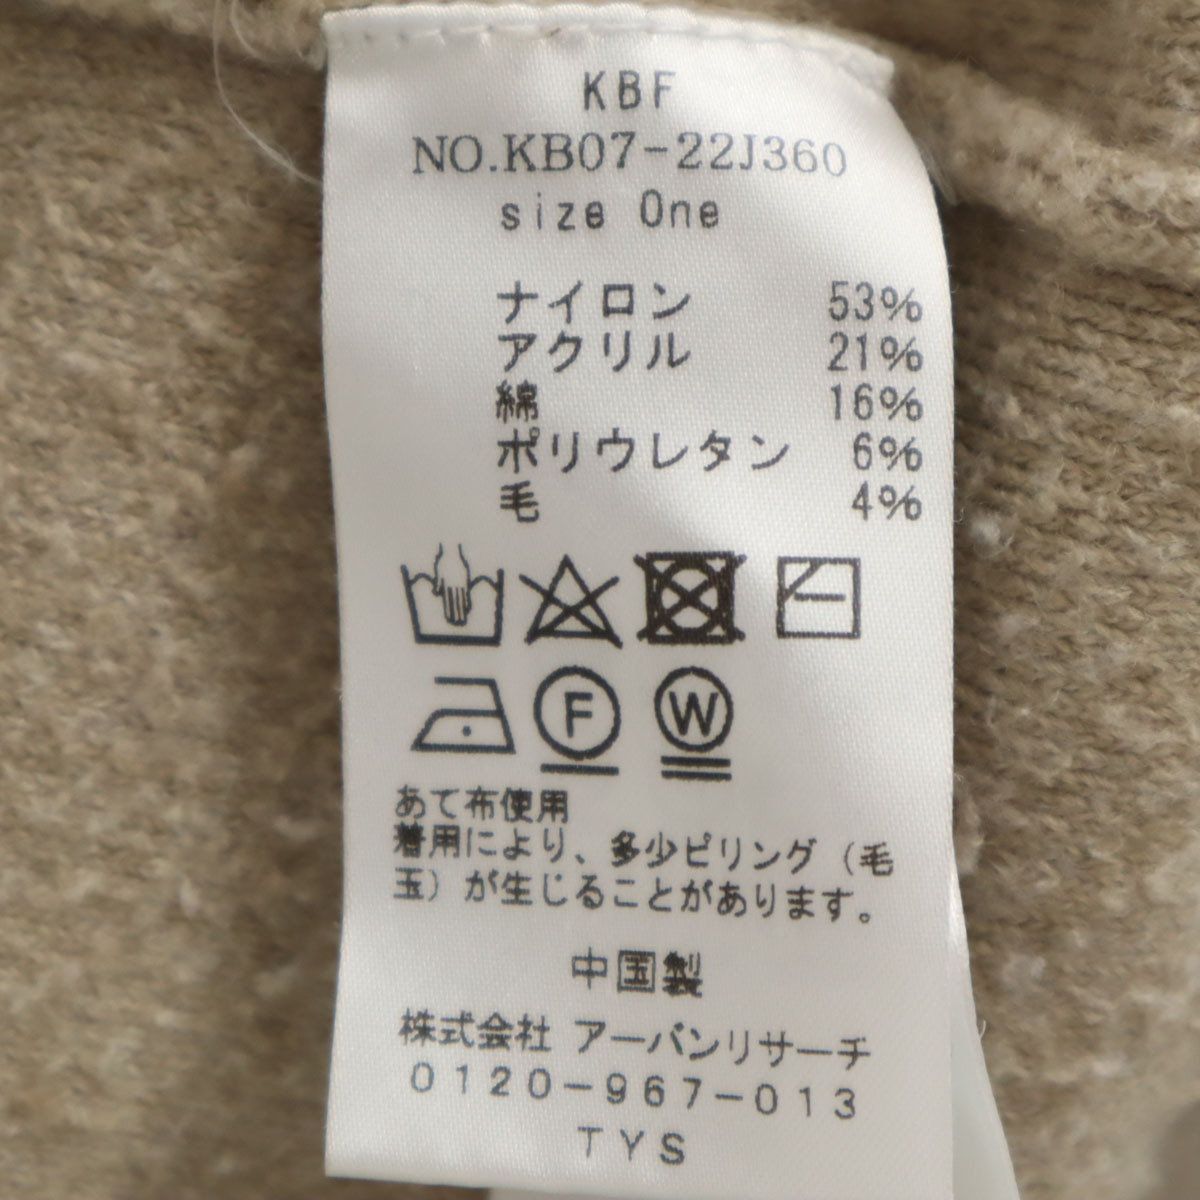 KBF
NO.KB07-22J360
size One
ナイロン 53%
アクリル 21%
綿 16%
ポリウレタン 6%
毛 4%
F W
あて布使用
着用により、多少ピリング(毛
玉)が生じることがあります。
中国製
株式会社 アーバンリサーチ
0120-967-013
TYS